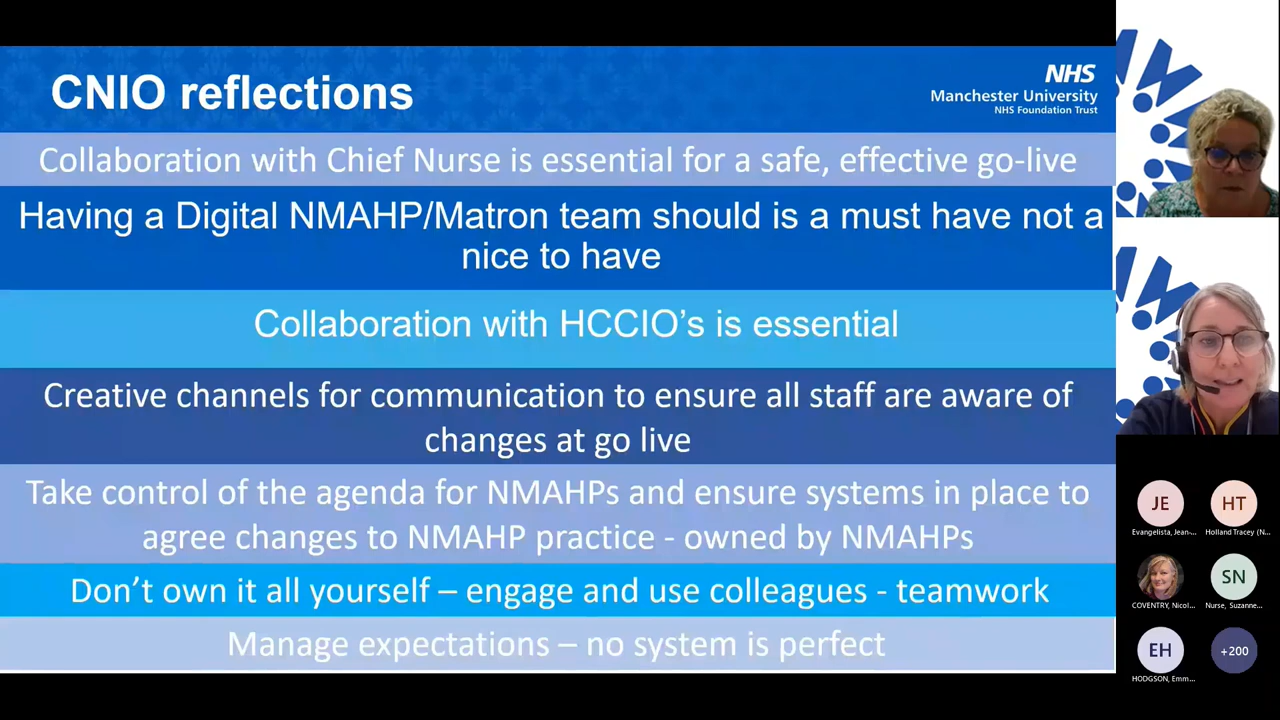 CNIO reflections
NHS
Manchester University
NHS Foundation Trust
Collaboration with Chief Nurse is essential for a safe, effective go-live
Having a Digital NMAHP/Matron team should is a must have not a
nice to have
Collaboration with HCCIO’s is essential
Creative channels for communication to ensure all staff are aware of
changes at go live
Take control of the agenda for NMAHPs and ensure systems in place to
agree changes to NMAHP practice - owned by NMAHPs
Don’t own it all yourself – engage and use colleagues - teamwork
Manage expectations – no system is perfect
JE
HT
Evangelista, Jean-...
Holland Tracey (N...
SN
COVENTRY, Nicol...
Nurse, Suzanne...
EH
+200
HODGSON, Emm...